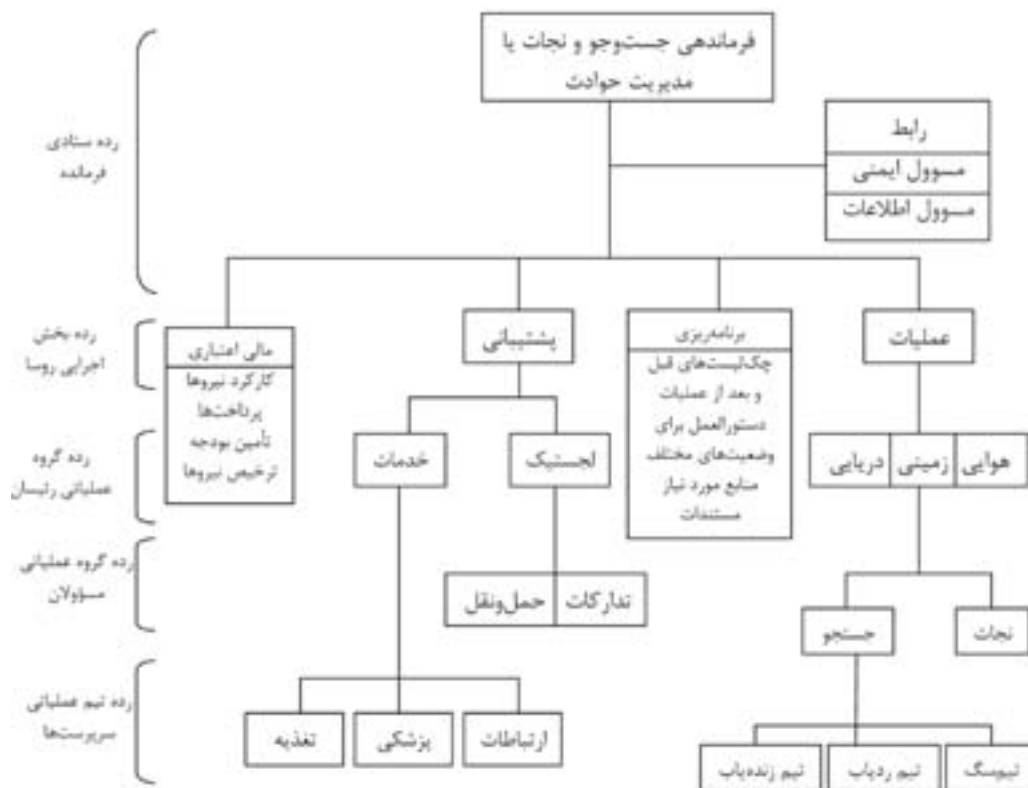 فرماندهی جست‌وجو و نجات یا
مدیریت حوادث
رابط
مسوول ایمنی
مسوول اطلاعات
رده ستادی
فرمانده
عملیات
برنامه‌ریزی
چک‌لیست‌های قبل
و بعد از عملیات
دستورالعمل برای
وضعیت‌های مختلف
منابع مورد نیاز
مستندات
پشتیبانی
مالی اعتباری
کارکرد نیروها
پرداخت‌ها
تأمین بودجه
ترخیص نیروها
رده بخش
اجرایی روسا
هوایی
زمینی
دریایی
لجستیک
خدمات
رده گروه
عملیاتی رئیسان
نجات
جستجو
تدارکات
حمل‌ونقل
رده گروه عملیاتی
مسؤولان
تیم‌سگ
تیم ردیاب
تیم زنده‌یاب
ارتباطات
پزشکی
تغذیه
رده تیم عملیاتی
سرپرست‌ها